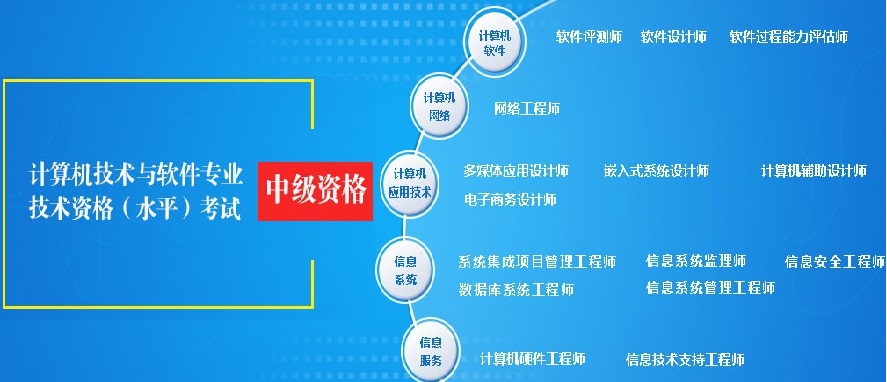 计算机技术与软件专业
技术资格（水平）考试
中级资格
计算机
软件
软件评测师 软件设计师 软件过程能力评估师
计算机
网络
网络工程师
计算机
应用技术
多媒体应用设计师 嵌入式系统设计师 计算机辅助设计师
电子商务设计师
信息
系统
系统集成项目管理工程师 信息系统监理师 信息安全工程师
数据库系统工程师 信息系统管理工程师
信息
服务
计算机硬件工程师 信息技术支持工程师